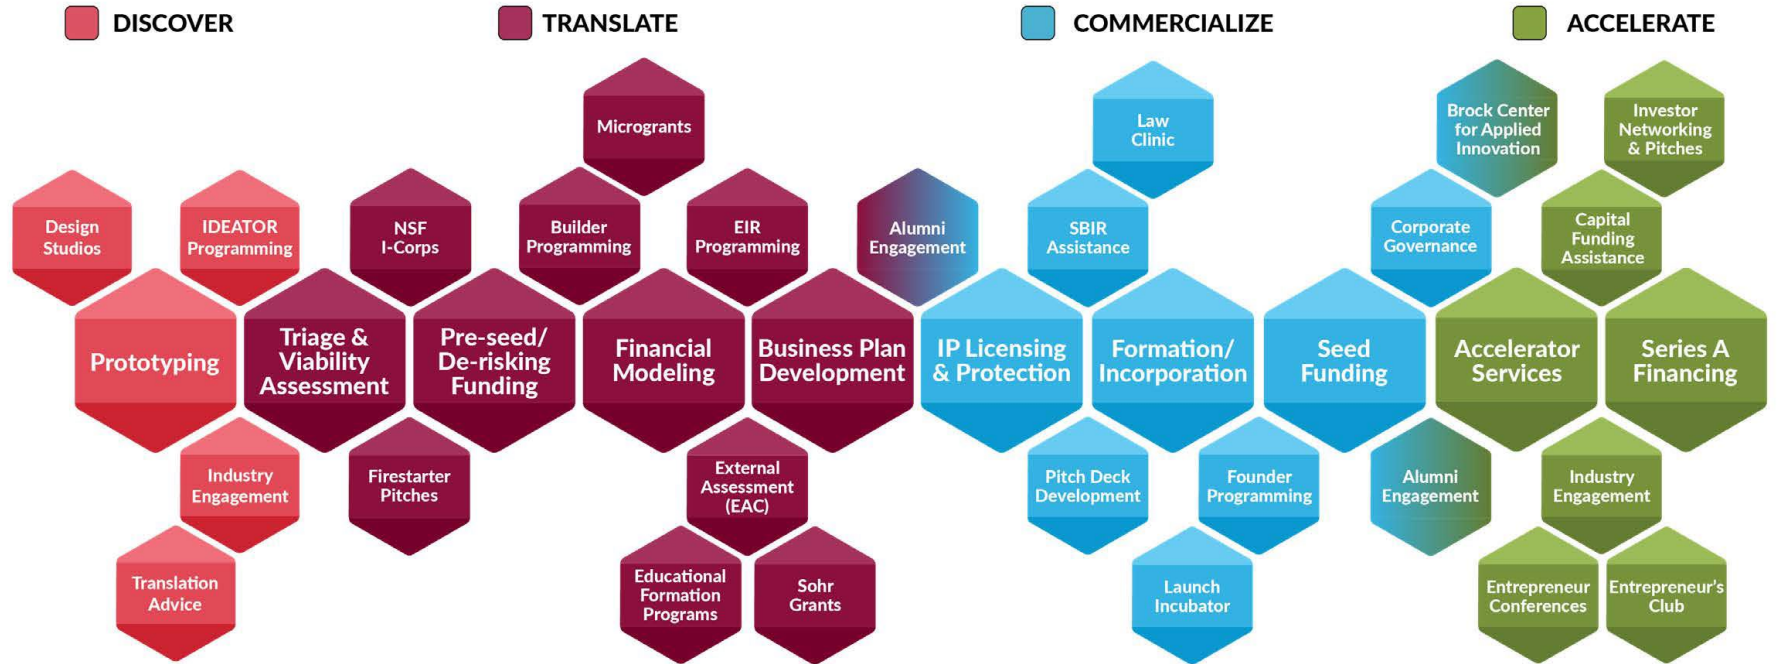 DISCOVER
TRANSLATE
COMMERCIALIZE
ACCELERATE
Microgrants
Law
Clinic
Brock Center
for Applied
Innovation
Investor
Networking
& Pitches
Design
Studios
IDEATOR
Programming
NSF
I-Corps
Builder
Programming
EIR
Programming
Alumni
Engagement
SBIR
Assistance
Corporate
Governance
Capital
Funding
Assistance
Prototyping
Triage &
Viability
Assessment
Pre-seed/
De-risking
Funding
Financial
Modeling
Business Plan
Development
IP Licensing
& Protection
Formation/
Incorporation
Seed
Funding
Accelerator
Services
Series A
Financing
Industry
Engagement
Firestarter
Pitches
External
Assessment
(EAC)
Pitch Deck
Development
Founder
Programming
Alumni
Engagement
Industry
Engagement
Translation
Advice
Educational
Formation
Programs
Sohr
Grants
Launch
Incubator
Entrepreneur
Conferences
Entrepreneur's
Club